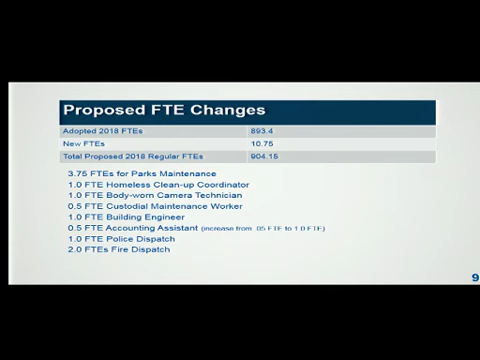 Proposed FTE Changes
Adopted 2018 FTEs 893.4
New FTEs 10.75
Total Proposed 2018 Regular FTEs 904.15
3.75 FTEs for Parks Maintenance
1.0 FTE Homeless Clean-up Coordinator
1.0 FTE Body-worn Camera Technician
0.5 FTE Custodial Maintenance Worker
1.0 FTE Building Engineer
0.5 FTE Accounting Assistant (increase from .05 FTE to 1.0 FTE)
1.0 FTE Police Dispatch
2.0 FTEs Fire Dispatch
9